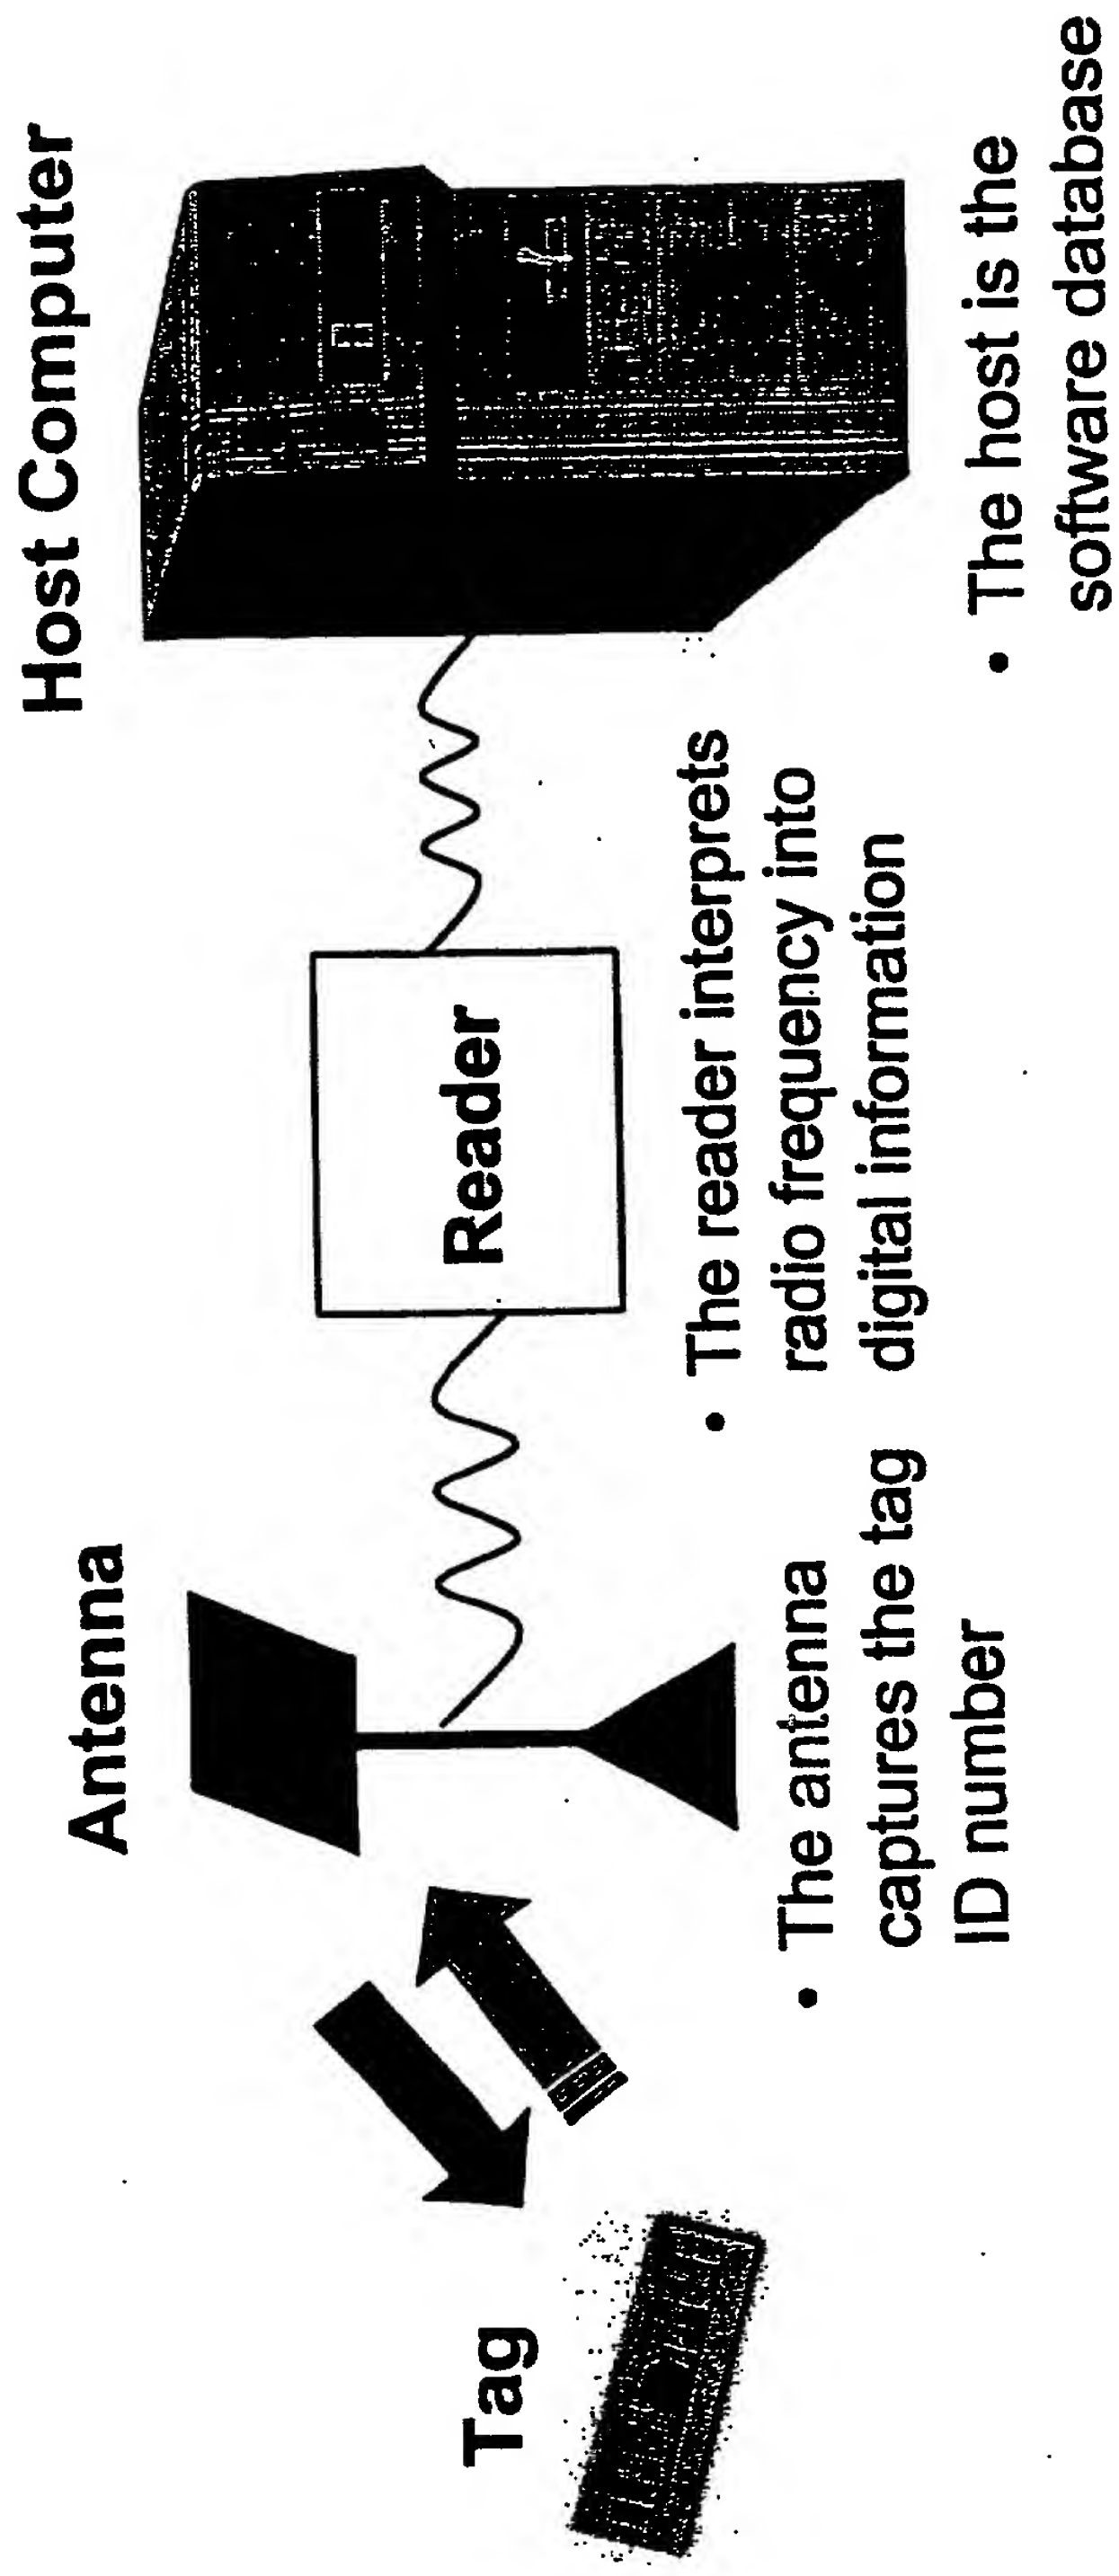 Tag
Antenna
Reader
Host Computer
• The antenna
captures the tag
ID number
• The reader interprets
radio frequency into
digital information
• The host is the
software database